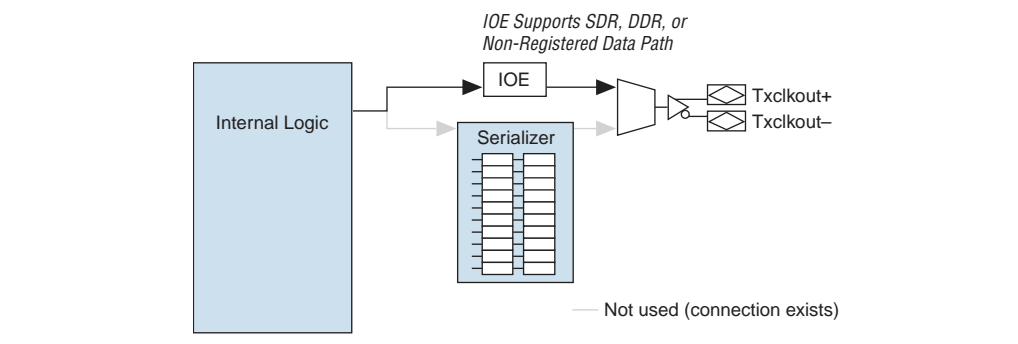 IOE Supports SDR, DDR, or
Non-Registered Data Path
IOE
Internal Logic
Txclkout+
Txclkout–
Serializer
Not used (connection exists)